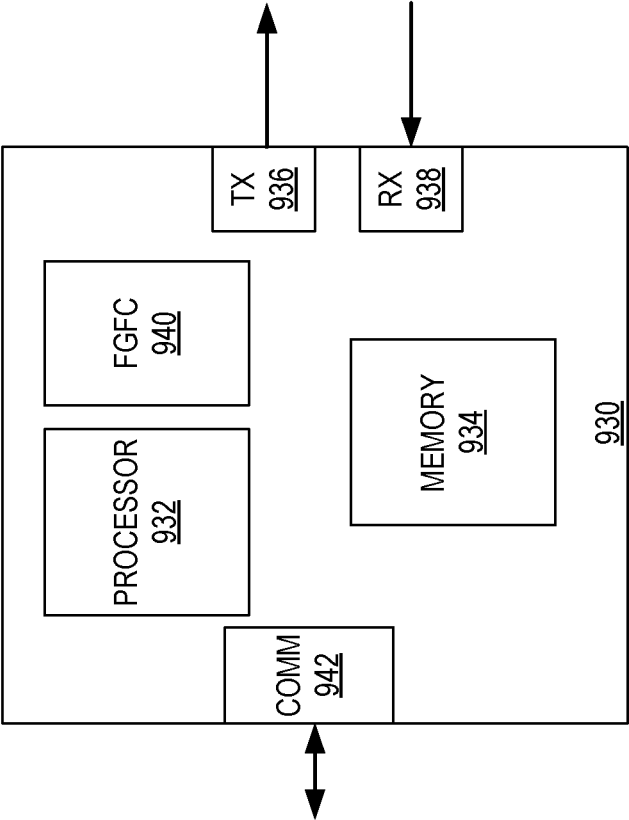 PROCESSOR
932
FGFC
940
COMM
942
TX
936
MEMORY
934
RX
938
930